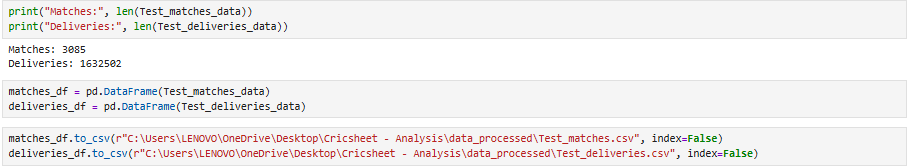 print("Matches:", len(Test_matches_data))
print("Deliveries:", len(Test_deliveries_data))
Matches: 3085
Deliveries: 1632502
matches_df = pd.DataFrame(Test_matches_data)
deliveries_df = pd.DataFrame(Test_deliveries_data)
matches_df.to_csv(r"C:\Users\LENOVO\OneDrive\Desktop\Cricsheet - Analysis\data_processed\Test_matches.csv", index=False)
deliveries_df.to_csv(r"C:\Users\LENOVO\OneDrive\Desktop\Cricsheet - Analysis\data_processed\Test_deliveries.csv", index=False)